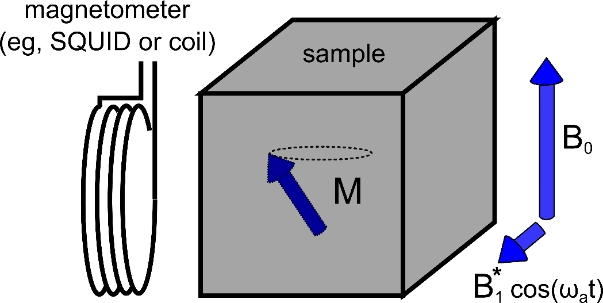 magnetometer
(eg, SQUID or coil)
sample
M
B₀
B₁* cos(ωₐt)